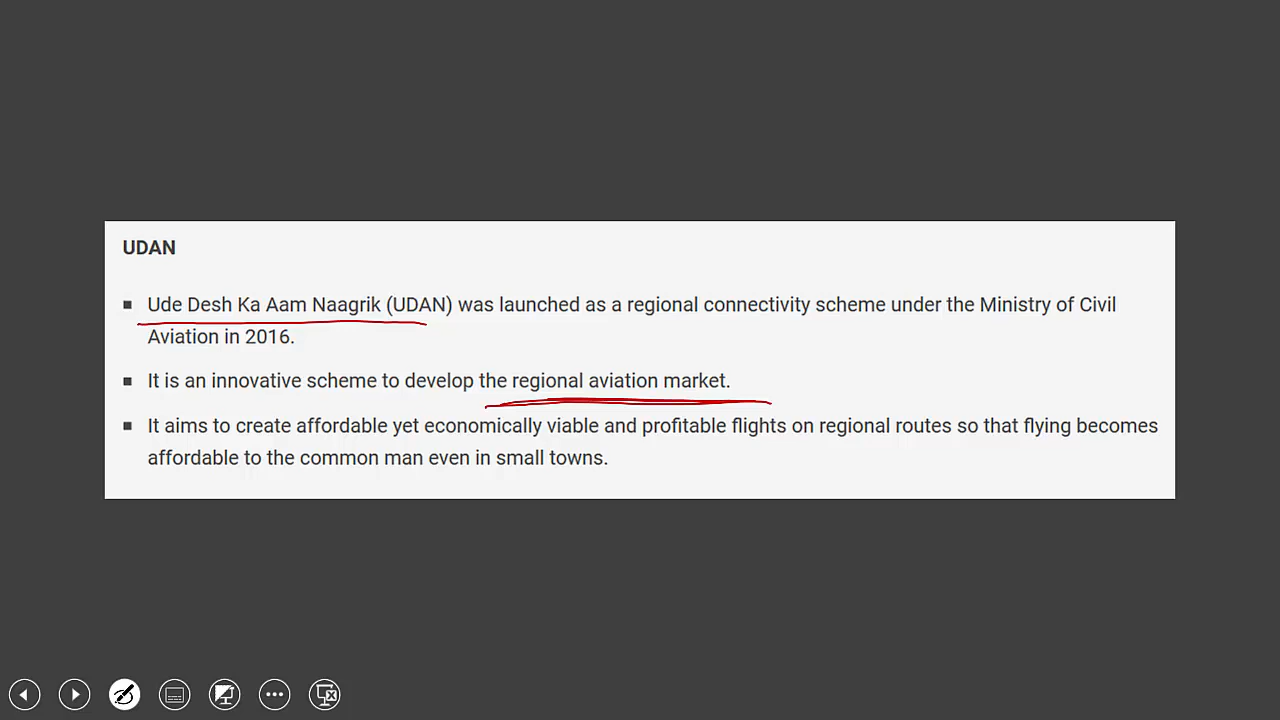 UDAN
Ude Desh Ka Aam Naagrik (UDAN) was launched as a regional connectivity scheme under the Ministry of Civil
Aviation in 2016.
It is an innovative scheme to develop the regional aviation market.
It aims to create affordable yet economically viable and profitable flights on regional routes so that flying becomes
affordable to the common man even in small towns.